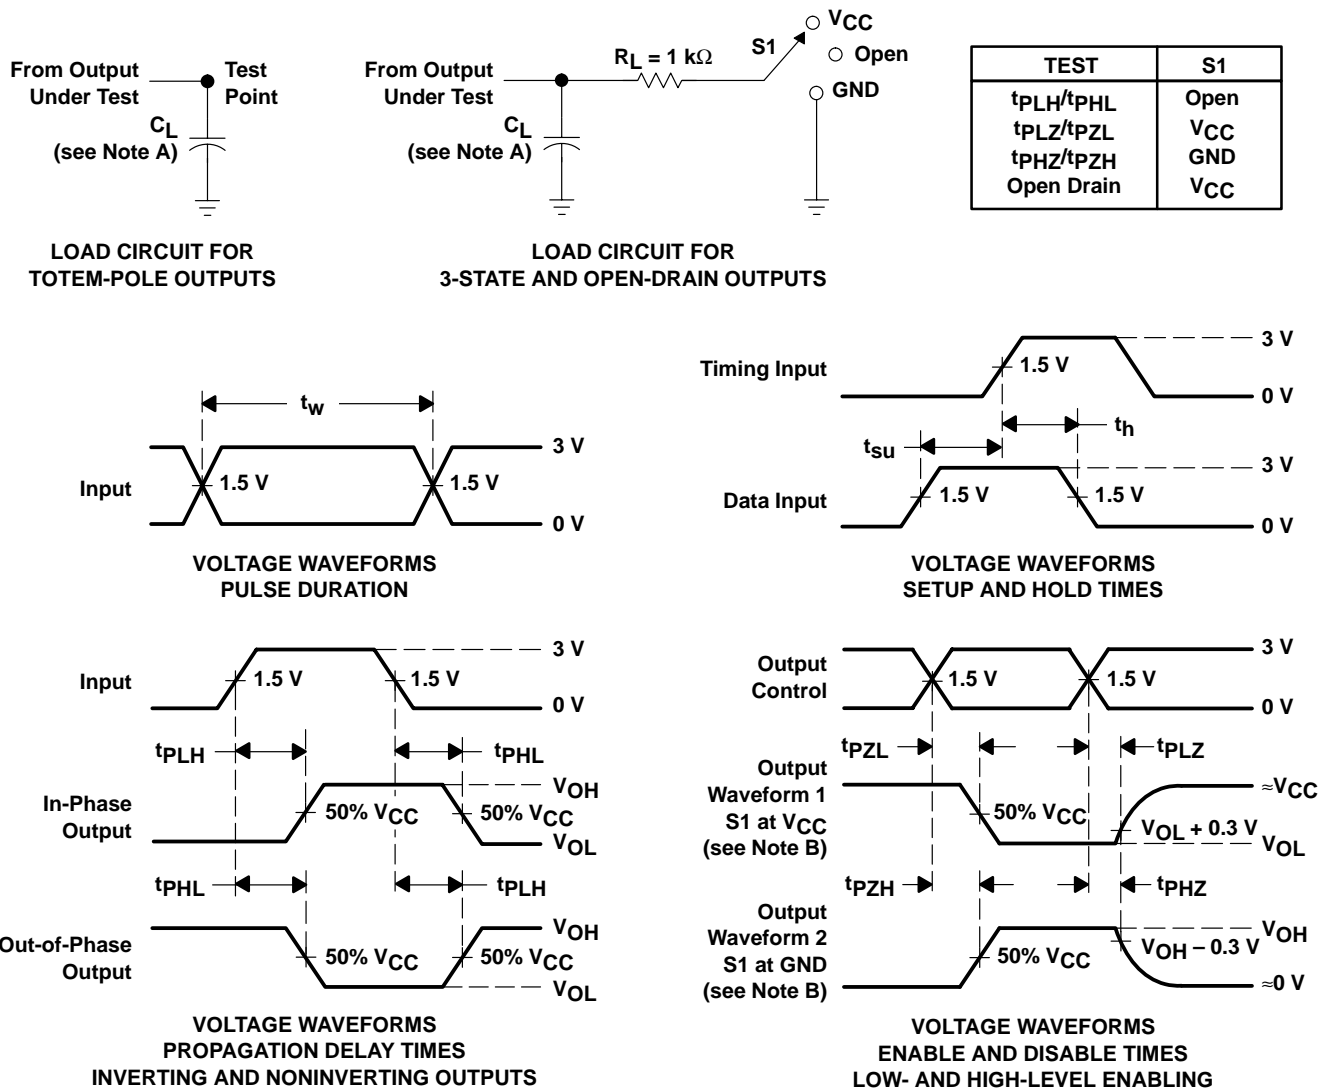 From Output
Under Test
Test
Point
CL
(see Note A)
LOAD CIRCUIT FOR
TOTEM-POLE OUTPUTS
From Output
Under Test
RL = 1 kΩ
S1
VCC
Open
GND
CL
(see Note A)
LOAD CIRCUIT FOR
3-STATE AND OPEN-DRAIN OUTPUTS
TEST S1
tPLH/tPHL Open
tPLZ/tPZL VCC
tPHZ/tPZH GND
Open Drain VCC
tw
Input
1.5 V
1.5 V
3 V
0 V
VOLTAGE WAVEFORMS
PULSE DURATION
Timing Input
1.5 V
3 V
0 V
tsu
th
Data Input
1.5 V
1.5 V
3 V
0 V
VOLTAGE WAVEFORMS
SETUP AND HOLD TIMES
Input
1.5 V
1.5 V
3 V
0 V
tPLH
tPHL
In-Phase
Output
50% VCC
50% VCC
VOH
VOL
tPHL
tPLH
Out-of-Phase
Output
50% VCC
50% VCC
VOH
VOL
VOLTAGE WAVEFORMS
PROPAGATION DELAY TIMES
INVERTING AND NONINVERTING OUTPUTS
Output
Control
1.5 V
1.5 V
3 V
0 V
tPZL
tPLZ
Output
Waveform 1
S1 at VCC
(see Note B)
50% VCC
≈VCC
VOL + 0.3 V
VOL
tPZH
tPHZ
Output
Waveform 2
S1 at GND
(see Note B)
50% VCC
VOH
VOH – 0.3 V
≈0 V
VOLTAGE WAVEFORMS
ENABLE AND DISABLE TIMES
LOW- AND HIGH-LEVEL ENABLING